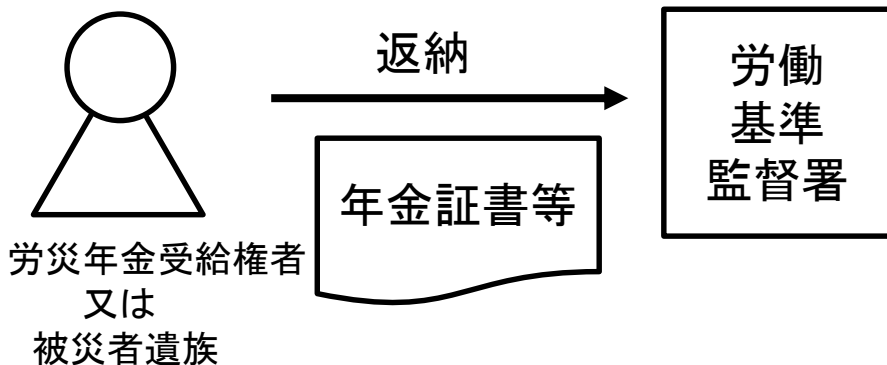 返納
労働
基準
監督署
年金証書等
労災年金受給権者
又は
被災者遺族